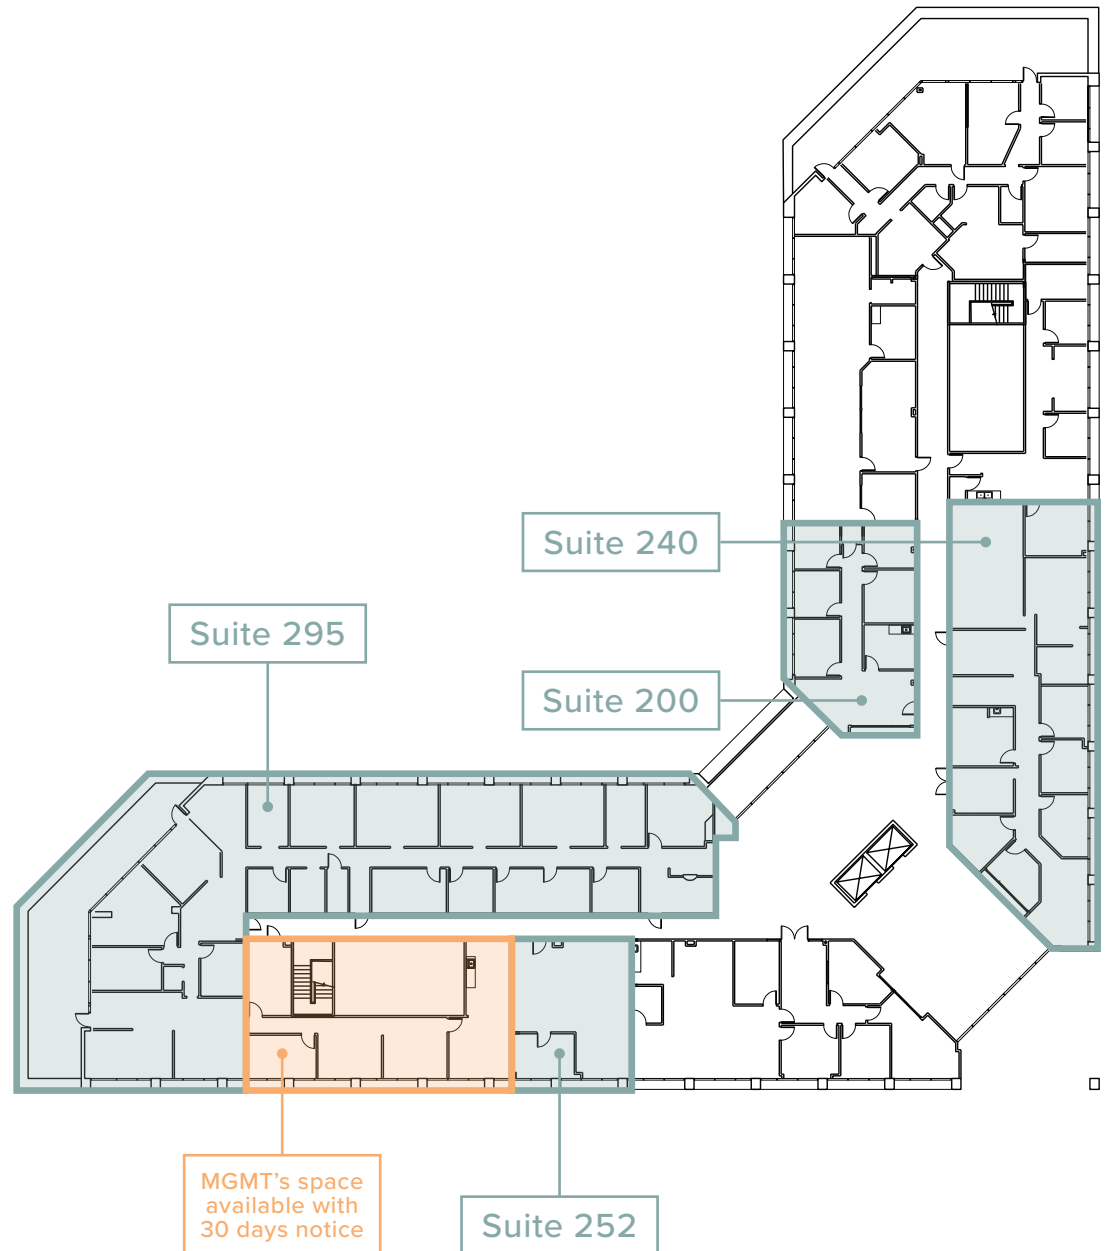 Suite 240
Suite 295
Suite 200
MGMT’s space
available with
30 days notice
Suite 252